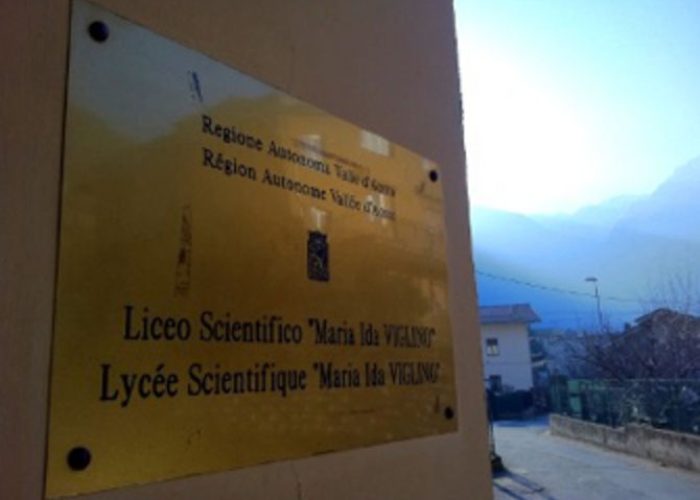 Regione Autonoma Valle d'Aosta
Région Autonome Vallée d'Aoste
Liceo Scientifico "Maria Ida VIGLINO"
Lycée Scientifique "Maria Ida VIGLINO"